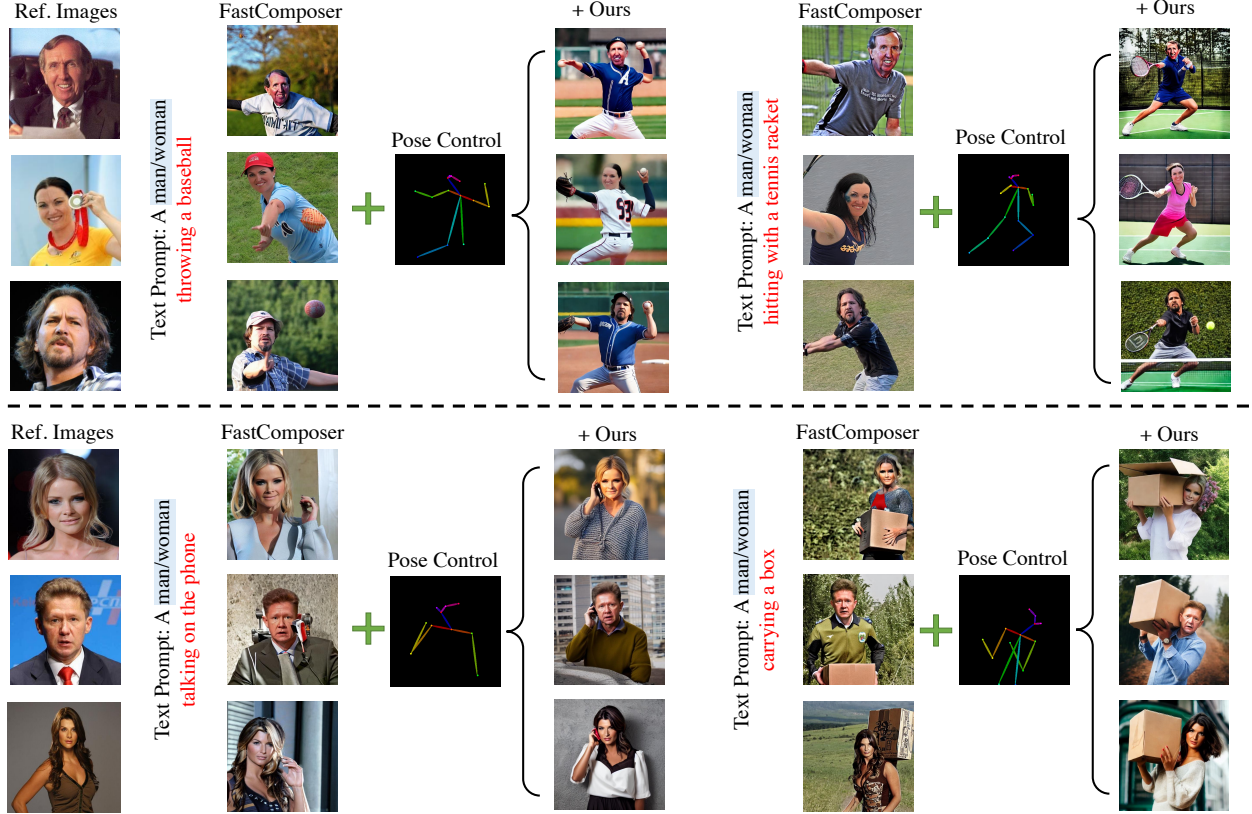 Ref. Images
FastComposer
+ Ours
FastComposer
+ Ours
Text Prompt: A man/woman
throwing a baseball
Pose Control
A
93
Text Prompt: A man/woman
hitting with a tennis racket
Pose Control
Ref. Images
FastComposer
+ Ours
FastComposer
+ Ours
Text Prompt: A man/woman
talking on the phone
Pose Control
Text Prompt: A man/woman
carrying a box
Pose Control